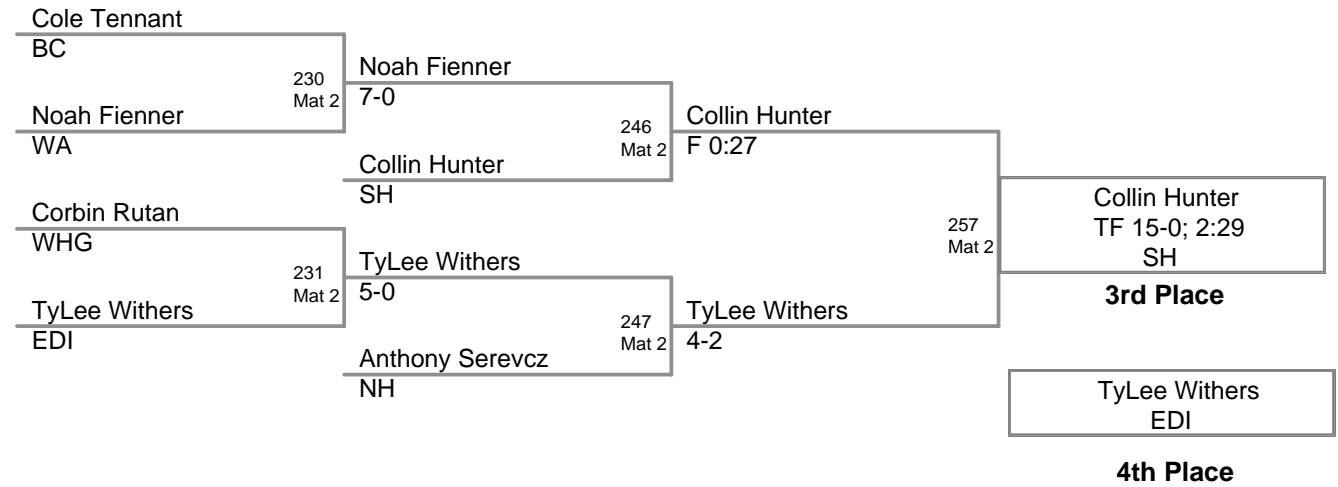 Cole Tennant
BC
230
Mat 2
Noah Fienner
7-0
Noah Fienner
WA
246
Mat 2
Collin Hunter
F 0:27
Collin Hunter
SH
Corbin Rutan
WHG
231
Mat 2
TyLee Withers
5-0
TyLee Withers
EDI
247
Mat 2
TyLee Withers
4-2
Anthony Serevcz
NH
257
Mat 2
Collin Hunter
TF 15-0; 2:29
SH
3rd Place
TyLee Withers
EDI
4th Place